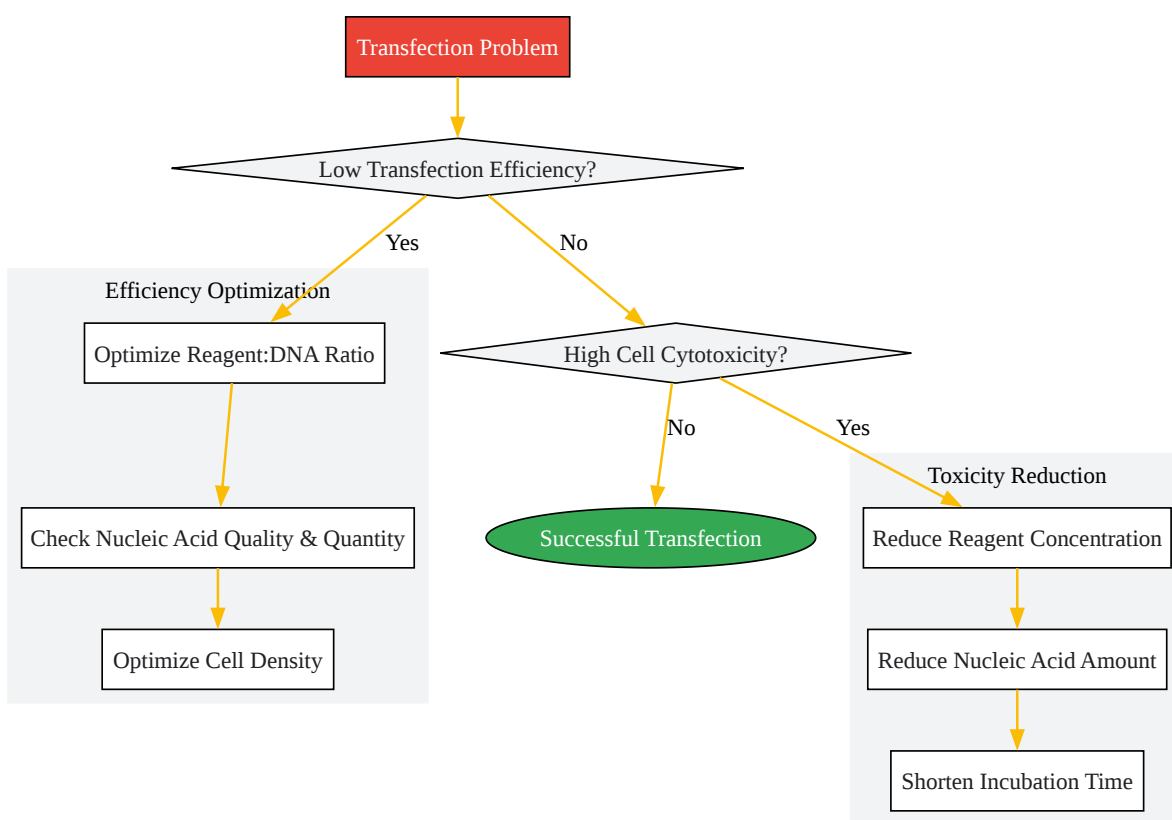 Transfection Problem
Low Transfection Efficiency?
Yes
No
Efficiency Optimization
Optimize Reagent:DNA Ratio
High Cell Cytotoxicity?
No
Yes
Toxicity Reduction
Check Nucleic Acid Quality & Quantity
Successful Transfection
Reduce Reagent Concentration
Optimize Cell Density
Reduce Nucleic Acid Amount
Shorten Incubation Time